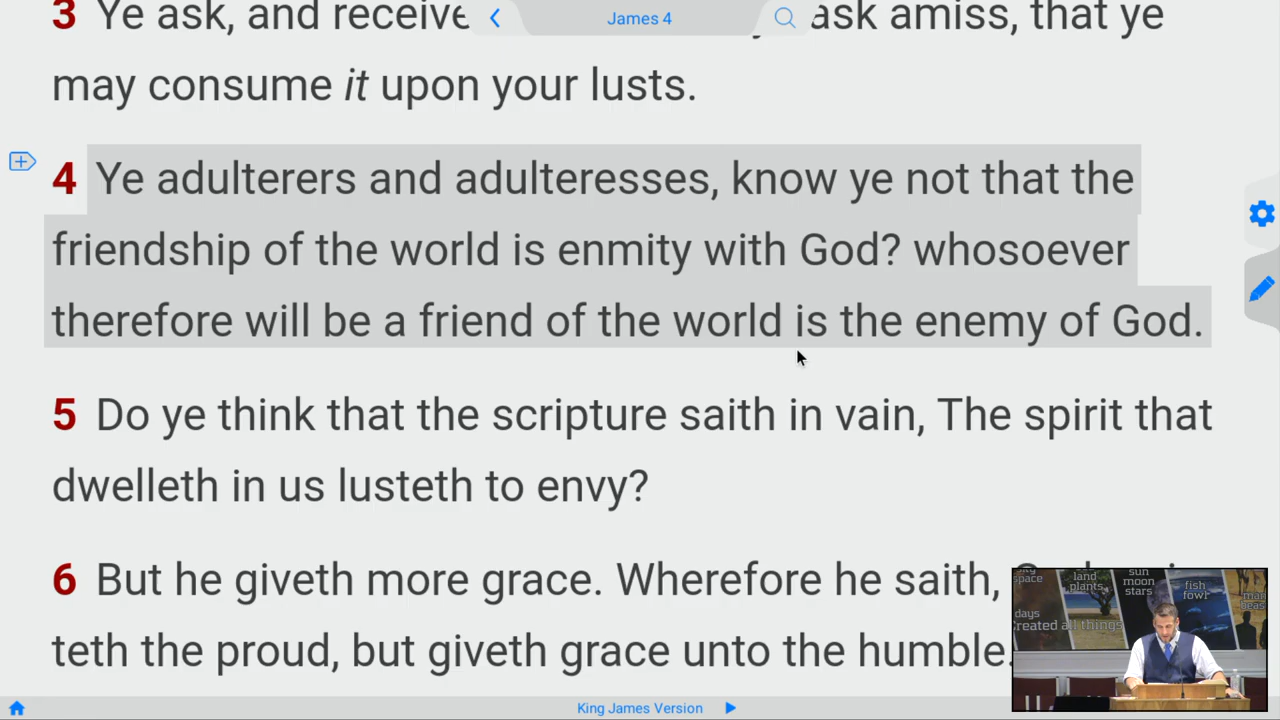 3 Ye ask, and receive ask amiss, that ye
James 4
may consume it upon your lusts.
4 Ye adulterers and adulteresses, know ye not that the
friendship of the world is enmity with God? whosoever
therefore will be a friend of the world is the enemy of God.
5 Do ye think that the scripture saith in vain, The spirit that
dwelleth in us lusteth to envy?
6 But he giveth more grace. Wherefore he saith,
teth the proud, but giveth grace unto the humble.
space
land
plants
sun
moon
stars
fish
fowl
days
created all things
King James Version